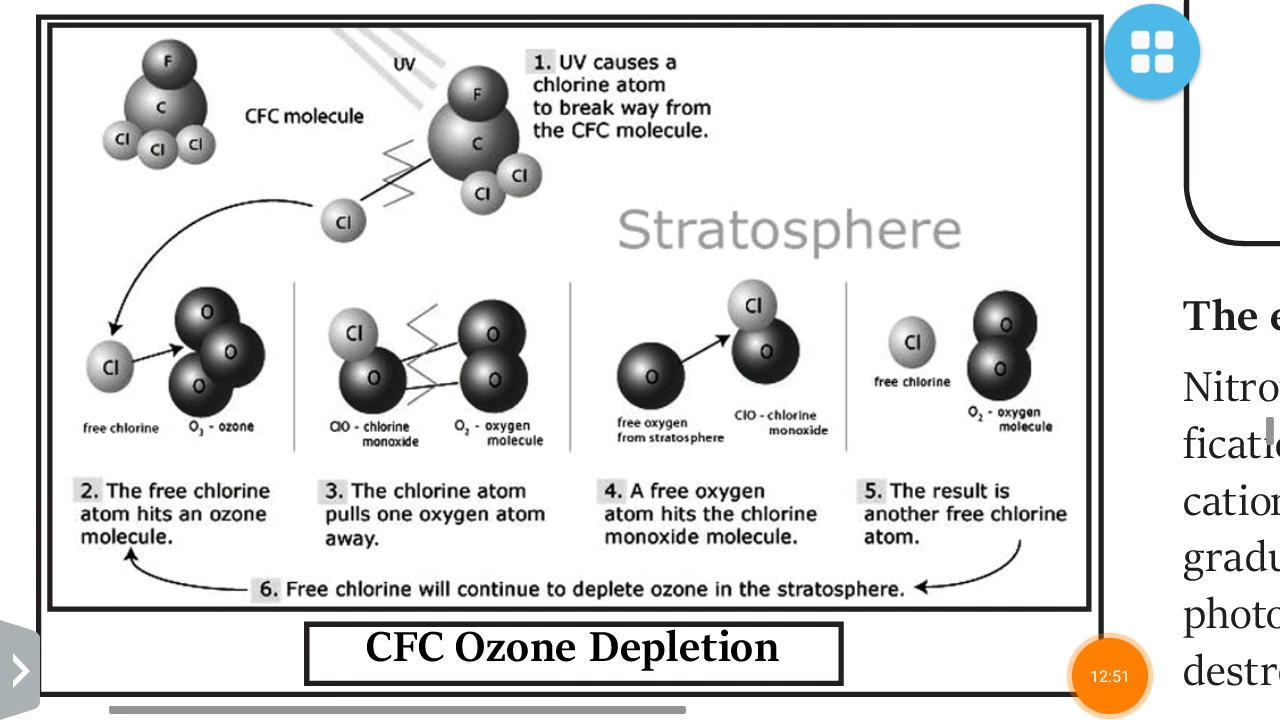 F
C
Cl
Cl
Cl
CFC molecule
UV
F
C
Cl
Cl
Cl
1. UV causes a
chlorine atom
to break way from
the CFC molecule.
Stratosphere
Cl
O
O
O
free chlorine
O3 - ozone
Cl
O
O
O
ClO - chlorine
monoxide
O2 - oxygen
molecule
O
Cl
O
free oxygen
from stratosphere
ClO - chlorine
monoxide
Cl
O
O
free chlorine
O2 - oxygen
molecule
2. The free chlorine
atom hits an ozone
molecule.
3. The chlorine atom
pulls one oxygen atom
away.
4. A free oxygen
atom hits the chlorine
monoxide molecule.
5. The result is
another free chlorine
atom.
6. Free chlorine will continue to deplete ozone in the stratosphere.
CFC Ozone Depletion
12:51
The e
Nitro
ficati
cation
gradu
photo
destr